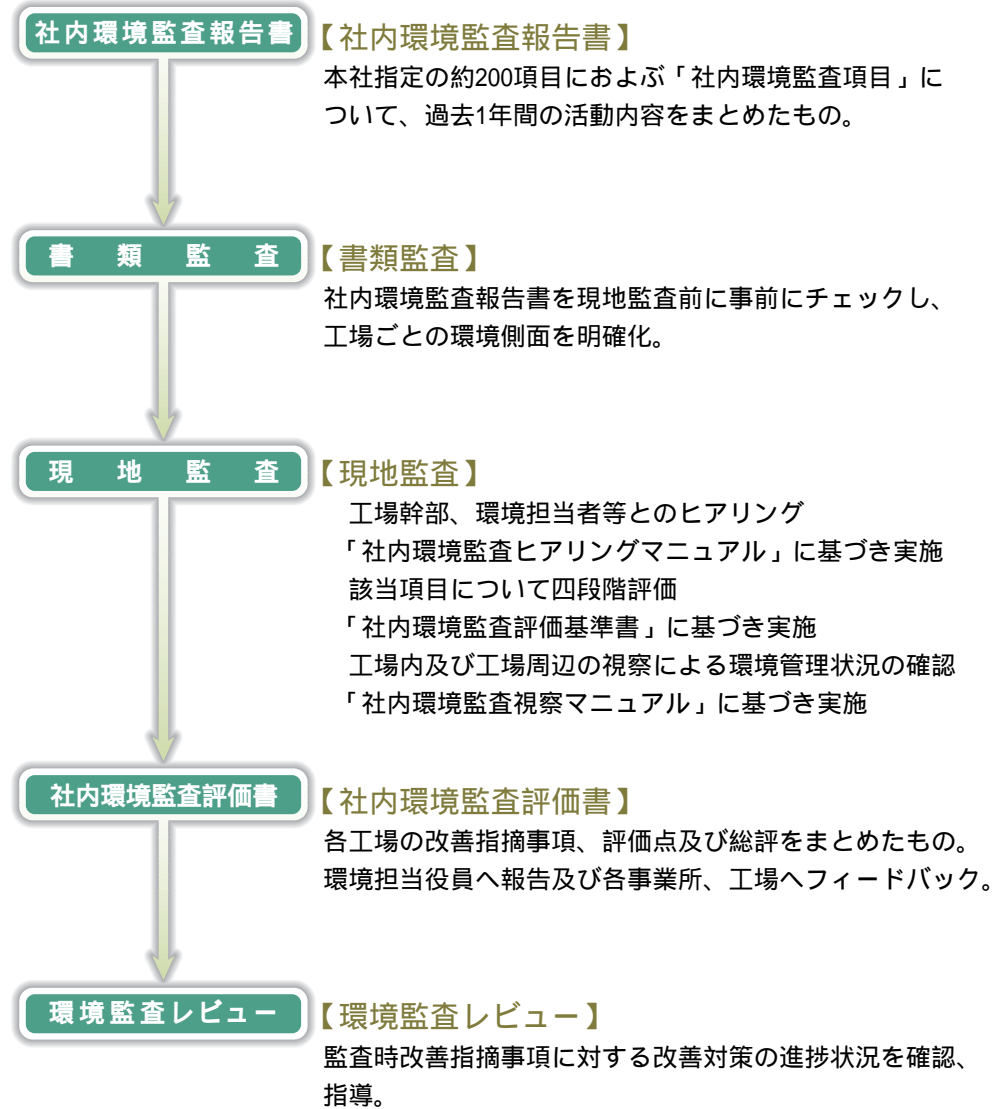 社内環境監査報告書
【社内環境監査報告書】
本社指定の約200項目におよぶ「社内環境監査項目」に
ついて、過去1年間の活動内容をまとめたもの。
書類監査
【書類監査】
社内環境監査報告書を現地監査前に事前にチェックし、
工場ごとの環境側面を明確化。
現地監査
【現地監査】
工場幹部、環境担当者等とのヒアリング
「社内環境監査ヒアリングマニュアル」に基づき実施
該当項目について四段階評価
「社内環境監査評価基準書」に基づき実施
工場内及び工場周辺の視察による環境管理状況の確認
「社内環境監査視察マニュアル」に基づき実施
社内環境監査評価書
【社内環境監査評価書】
各工場の改善指摘事項、評価点及び総評をまとめたもの。
環境担当役員へ報告及び各事業所、工場へフィードバック。
環境監査レビュー
【環境監査レビュー】
監査時改善指摘事項に対する改善対策の進捗状況を確認、
指導。